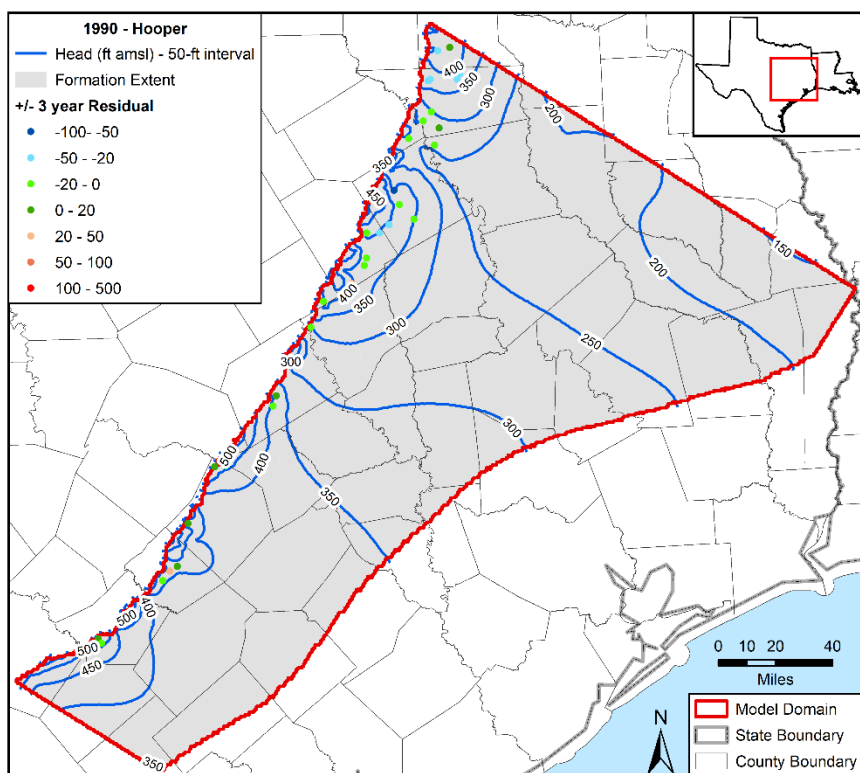 1990 - Hooper
Head (ft amsl) - 50-ft interval
Formation Extent
+/- 3 year Residual
-100- -50
-50 - -20
-20 - 0
0 - 20
20 - 50
50 - 100
100 - 500
400
350
300
200
350
450
150
200
400
350
300
250
300
500
400
300
350
400
500
500
450
350
0 10 20 40
Miles
N
Model Domain
State Boundary
County Boundary